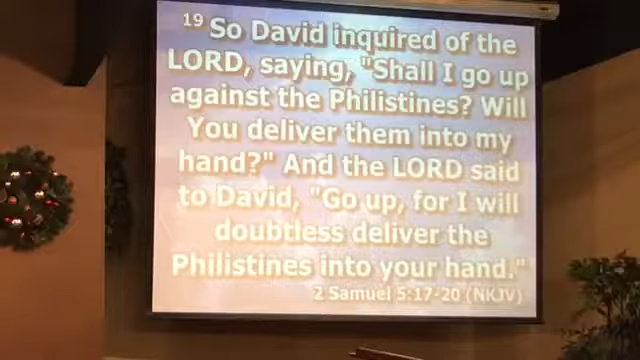 19 So David inquired of the
LORD, saying, "Shall I go up
against the Philistines? Will
You deliver them into my
hand?" And the LORD said
to David, "Go up, for I will
doubtless deliver the
Philistines into your hand."
2 Samuel 5:17-20 (NKJV)